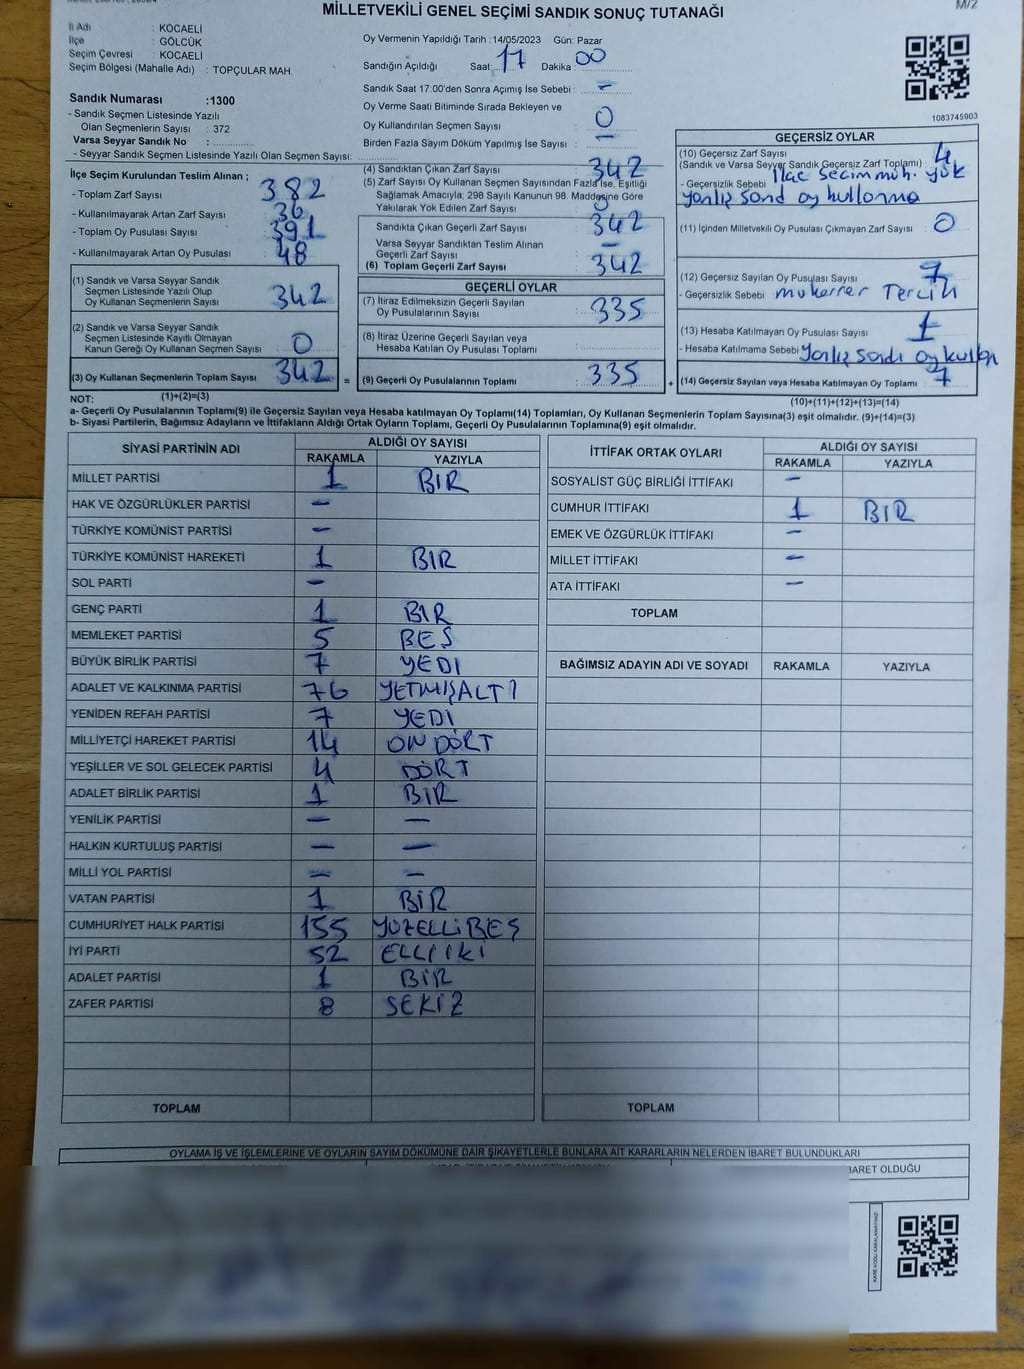 MİLLETVEKİLİ GENEL SEÇİMİ SANDIK SONUÇ TUTANAĞI
M/2
İl Adı : KOCAELİ
İlçe : GÖLCÜK
Seçim Çevresi : KOCAELİ
Seçim Bölgesi (Mahalle Adı) : TOPÇULAR MAH.
Oy Vermenin Yapıldığı Tarih :14/05/2023 Gün: Pazar
Sandığın Açıldığı Saat 17 Dakika 00
Sandık Numarası :1300
- Sandık Seçmen Listesinde Yazılı
Olan Seçmenlerin Sayısı : 372
Varsa Seyyar Sandık No :
- Seyyar Sandık Seçmen Listesinde Yazılı Olan Seçmen Sayısı:
Sandık Saat 17:00'den Sonra Açımış İse Sebebi : -
Oy Verme Saati Bitiminde Sırada Bekleyen ve
Oy Kullandırılan Seçmen Sayısı : 0
Birden Fazla Sayım Döküm Yapılmış İse Sayısı : -
1083745903
İlçe Seçim Kurulundan Teslim Alınan ;
- Toplam Zarf Sayısı : 382
- Kullanılmayarak Artan Zarf Sayısı : 36
- Toplam Oy Pusulası Sayısı : 391
- Kullanılmayarak Artan Oy Pusulası : 48
(1) Sandık ve Varsa Seyyar Sandık
Seçmen Listesinde Yazılı Olup
Oy Kullanan Seçmenlerin Sayısı : 342
(2) Sandık ve Varsa Seyyar Sandık
Seçmen Listesinde Kayıtlı Olmayan
Kanun Gereği Oy Kullanan Seçmen Sayısı : 0
(3) Oy Kullanan Seçmenlerin Toplam Sayısı : 342 =
(1)+(2)=(3)
(4) Sandıktan Çıkan Zarf Sayısı : 342
(5) Zarf Sayısı Oy Kullanan Seçmen Sayısından Fazla İse, Eşitliği
Sağlamak Amacıyla, 298 Sayılı Kanunun 98. Maddesine Göre
Yakılarak Yok Edilen Zarf Sayısı : 0
Sandıkta Çıkan Geçerli Zarf Sayısı : 342
Varsa Seyyar Sandıktan Teslim Alınan
Geçerli Zarf Sayısı : -
(6) Toplam Geçerli Zarf Sayısı : 342
GEÇERLİ OYLAR
(7) İtiraz Edilmeksizin Geçerli Sayılan
Oy Pusulalarının Sayısı : 335
(8) İtiraz Üzerine Geçerli Sayılan veya
Hesaba Katılan Oy Pusulası Toplamı :
(9) Geçerli Oy Pusulalarının Toplamı : 335 +
GEÇERSİZ OYLAR
(10) Geçersiz Zarf Sayısı : 4
(Sandık ve Varsa Seyyar Sandık Geçersiz Zarf Toplamı)
- Geçersizlik Sebebi : ilçe seçim müh. yok
yanlış sand oy kullanma
(11) İçinden Milletvekili Oy Pusulası Çıkmayan Zarf Sayısı : 0
(12) Geçersiz Sayılan Oy Pusulası Sayısı : 7
- Geçersizlik Sebebi : mükerrer Tercih
(13) Hesaba Katılmayan Oy Pusulası Sayısı : 1
- Hesaba Katılmama Sebebi : Yanlış sandı oy kullan
(14) Geçersiz Sayılan veya Hesaba Katılmayan Oy Toplamı : 7
(10)+(11)+(12)+(13)=(14)
NOT:
a- Geçerli Oy Pusulalarının Toplamı(9) ile Geçersiz Sayılan veya Hesaba katılmayan Oy Toplamı(14) Toplamları, Oy Kullanan Seçmenlerin Toplam Sayısına(3) eşit olmalıdır. (9)+(14)=(3)
b- Siyasi Partilerin, Bağımsız Adayların ve İttifakların Aldığı Ortak Oyların Toplamı, Geçerli Oy Pusulalarının Toplamına(9) eşit olmalıdır.
SİYASİ PARTİNİN ADI ALDIĞI OY SAYISI
RAKAMLA YAZIYLA
MİLLET PARTİSİ 1 BİR
HAK VE ÖZGÜRLÜKLER PARTİSİ -
TÜRKİYE KOMÜNİST PARTİSİ -
TÜRKİYE KOMÜNİST HAREKETİ 1 BİR
SOL PARTİ -
GENÇ PARTİ 1 BİR
MEMLEKET PARTİSİ 5 BEŞ
BÜYÜK BİRLİK PARTİSİ 7 YEDİ
ADALET VE KALKINMA PARTİSİ 76 YETMİŞALTI
YENİDEN REFAH PARTİSİ 7 YEDİ
MİLLİYETÇİ HAREKET PARTİSİ 14 ON DÖRT
YEŞİLLER VE SOL GELECEK PARTİSİ 4 DÖRT
ADALET BİRLİK PARTİSİ 1 BİR
YENİLİK PARTİSİ - -
HALKIN KURTULUŞ PARTİSİ - -
MİLLİ YOL PARTİSİ - -
VATAN PARTİSİ 1 BİR
CUMHURİYET HALK PARTİSİ 155 YÜZELLİBEŞ
İYİ PARTİ 52 ELLİİKİ
ADALET PARTİSİ 1 BİR
ZAFER PARTİSİ 8 SEKİZ
TOPLAM
İTTİFAK ORTAK OYLARI ALDIĞI OY SAYISI
RAKAMLA YAZIYLA
SOSYALİST GÜÇ BİRLİĞİ İTTİFAKI -
CUMHUR İTTİFAKI 1 BİR
EMEK VE ÖZGÜRLÜK İTTİFAKI -
MİLLET İTTİFAKI -
ATA İTTİFAKI -
TOPLAM
BAĞIMSIZ ADAYIN ADI VE SOYADI RAKAMLA YAZIYLA
TOPLAM
OYLAMA İŞ VE İŞLEMLERİNE VE OYLARIN SAYIM DÖKÜMÜNE DAİR ŞİKAYETLERLE BUNLARA AİT KARARLARIN NELERDEN İBARET BULUNDUKLARI
BARET OLDUĞU